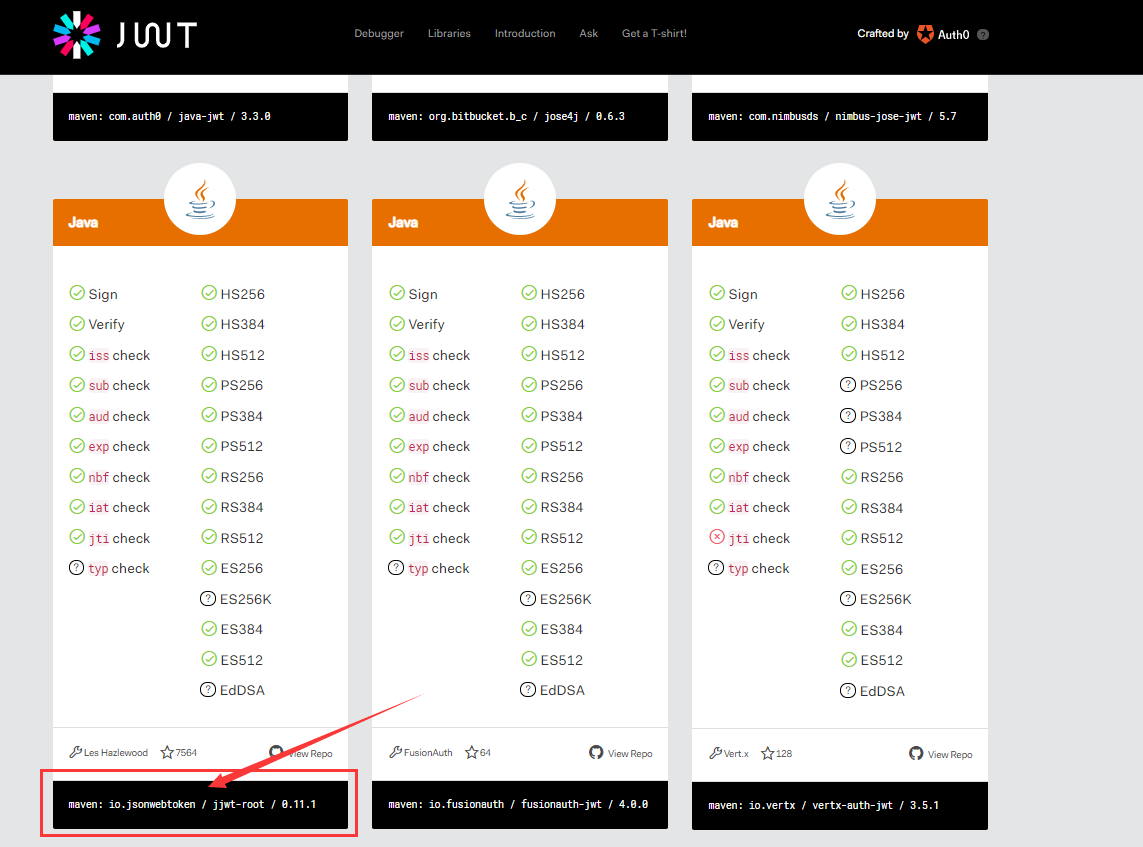 JWT
Debugger Libraries Introduction Ask Get a T-shirt!
Crafted by Auth0 ?
maven: com.auth0 / java-jwt / 3.3.0
maven: org.bitbucket.b_c / jose4j / 0.6.3
maven: com.nimbusds / nimbus-jose-jwt / 5.7
Java
Sign
Verify
iss check
sub check
aud check
exp check
nbf check
iat check
jti check
? typ check
HS256
HS384
HS512
PS256
PS384
PS512
RS256
RS384
RS512
ES256
? ES256K
ES384
ES512
? EdDSA
Les Hazlewood 7564 View Repo
maven: io.jsonwebtoken / jjwt-root / 0.11.1
Java
Sign
Verify
iss check
sub check
aud check
exp check
nbf check
iat check
jti check
? typ check
HS256
HS384
HS512
PS256
PS384
PS512
RS256
RS384
RS512
ES256
? ES256K
ES384
ES512
? EdDSA
FusionAuth 64 View Repo
maven: io.fusionauth / fusionauth-jwt / 4.0.0
Java
Sign
Verify
iss check
sub check
aud check
exp check
nbf check
iat check
jti check
? typ check
HS256
HS384
HS512
? PS256
? PS384
? PS512
RS256
RS384
RS512
ES256
? ES256K
ES384
ES512
? EdDSA
Vert.x 128 View Repo
maven: io.vertx / vertx-auth-jwt / 3.5.1